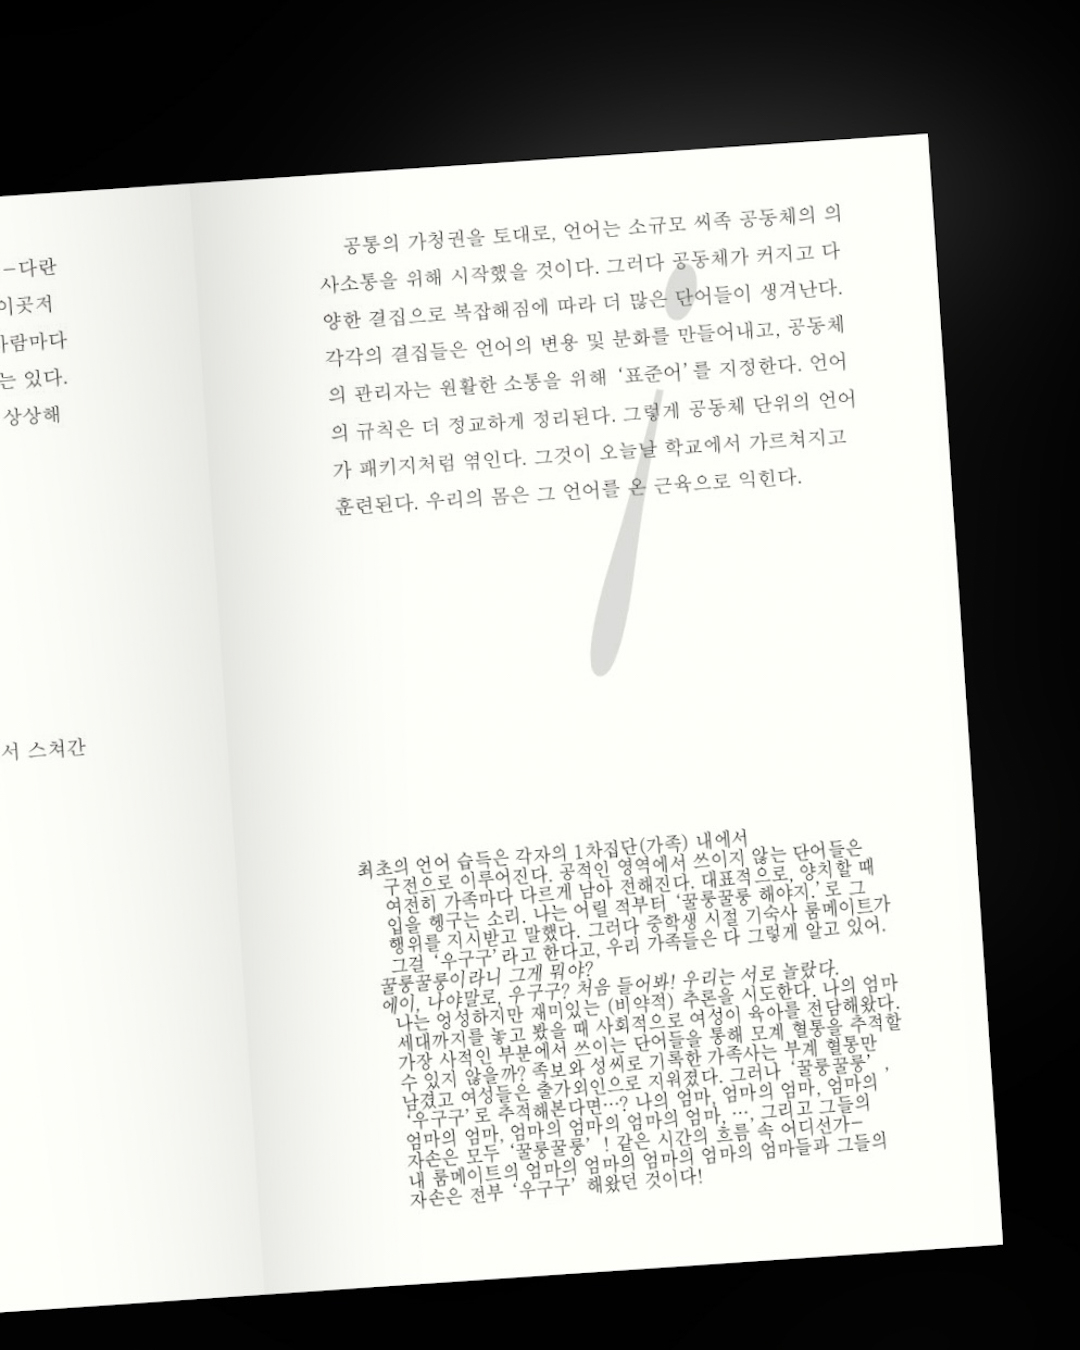 –다란
이곳저
사람마다
는 있다.
상상해
서 스쳐간
공통의 가청권을 토대로, 언어는 소규모 씨족 공동체의 의
사소통을 위해 시작했을 것이다. 그러다 공동체가 커지고 다
양한 결집으로 복잡해짐에 따라 더 많은 단어들이 생겨난다.
각각의 결집들은 언어의 변용 및 분화를 만들어내고, 공동체
의 관리자는 원활한 소통을 위해 ‘표준어’를 지정한다. 언어
의 규칙은 더 정교하게 정리된다. 그렇게 공동체 단위의 언어
가 패키지처럼 엮인다. 그것이 오늘날 학교에서 가르쳐지고
훈련된다. 우리의 몸은 그 언어를 온 근육으로 익힌다.
최초의 언어 습득은 각자의 1차집단(가족) 내에서
구전으로 이루어진다. 공적인 영역에서 쓰이지 않는 단어들은
여전히 가족마다 다르게 남아 전해진다. 대표적으로, 양치할 때
입을 헹구는 소리. 나는 어릴 적부터 ‘꿀룽꿀룽 해야지.’로 그
행위를 지시받고 말했다. 그러다 중학생 시절 기숙사 룸메이트가
그걸 ‘우구구’라고 한다고, 우리 가족들은 다 그렇게 알고 있어.
꿀룽꿀룽이라니 그게 뭐야?
에이, 나야말로, 우구구? 처음 들어봐! 우리는 서로 놀랐다.
나는 엉성하지만 재미있는 (비약적) 추론을 시도한다. 나의 엄마
세대까지를 놓고 봤을 때 사회적으로 여성이 육아를 전담해왔다.
가장 사적인 부분에서 쓰이는 단어들을 통해 모계 혈통을 추적할
수 있지 않을까? 족보와 성씨로 기록한 가족사는 부계 혈통만
남겼고 여성들은 출가외인으로 지워졌다. 그러나 ‘꿀룽꿀룽’,
‘우구구’로 추적해본다면…? 나의 엄마, 엄마의 엄마, 엄마의
엄마의 엄마, 엄마의 엄마의 엄마의 엄마, …, 그리고 그들의
자손은 모두 ‘꿀룽꿀룽’! 같은 시간의 흐름 속 어디선가–
내 룸메이트의 엄마의 엄마의 엄마의 엄마의 엄마들과 그들의
자손은 전부 ‘우구구’ 해왔던 것이다!